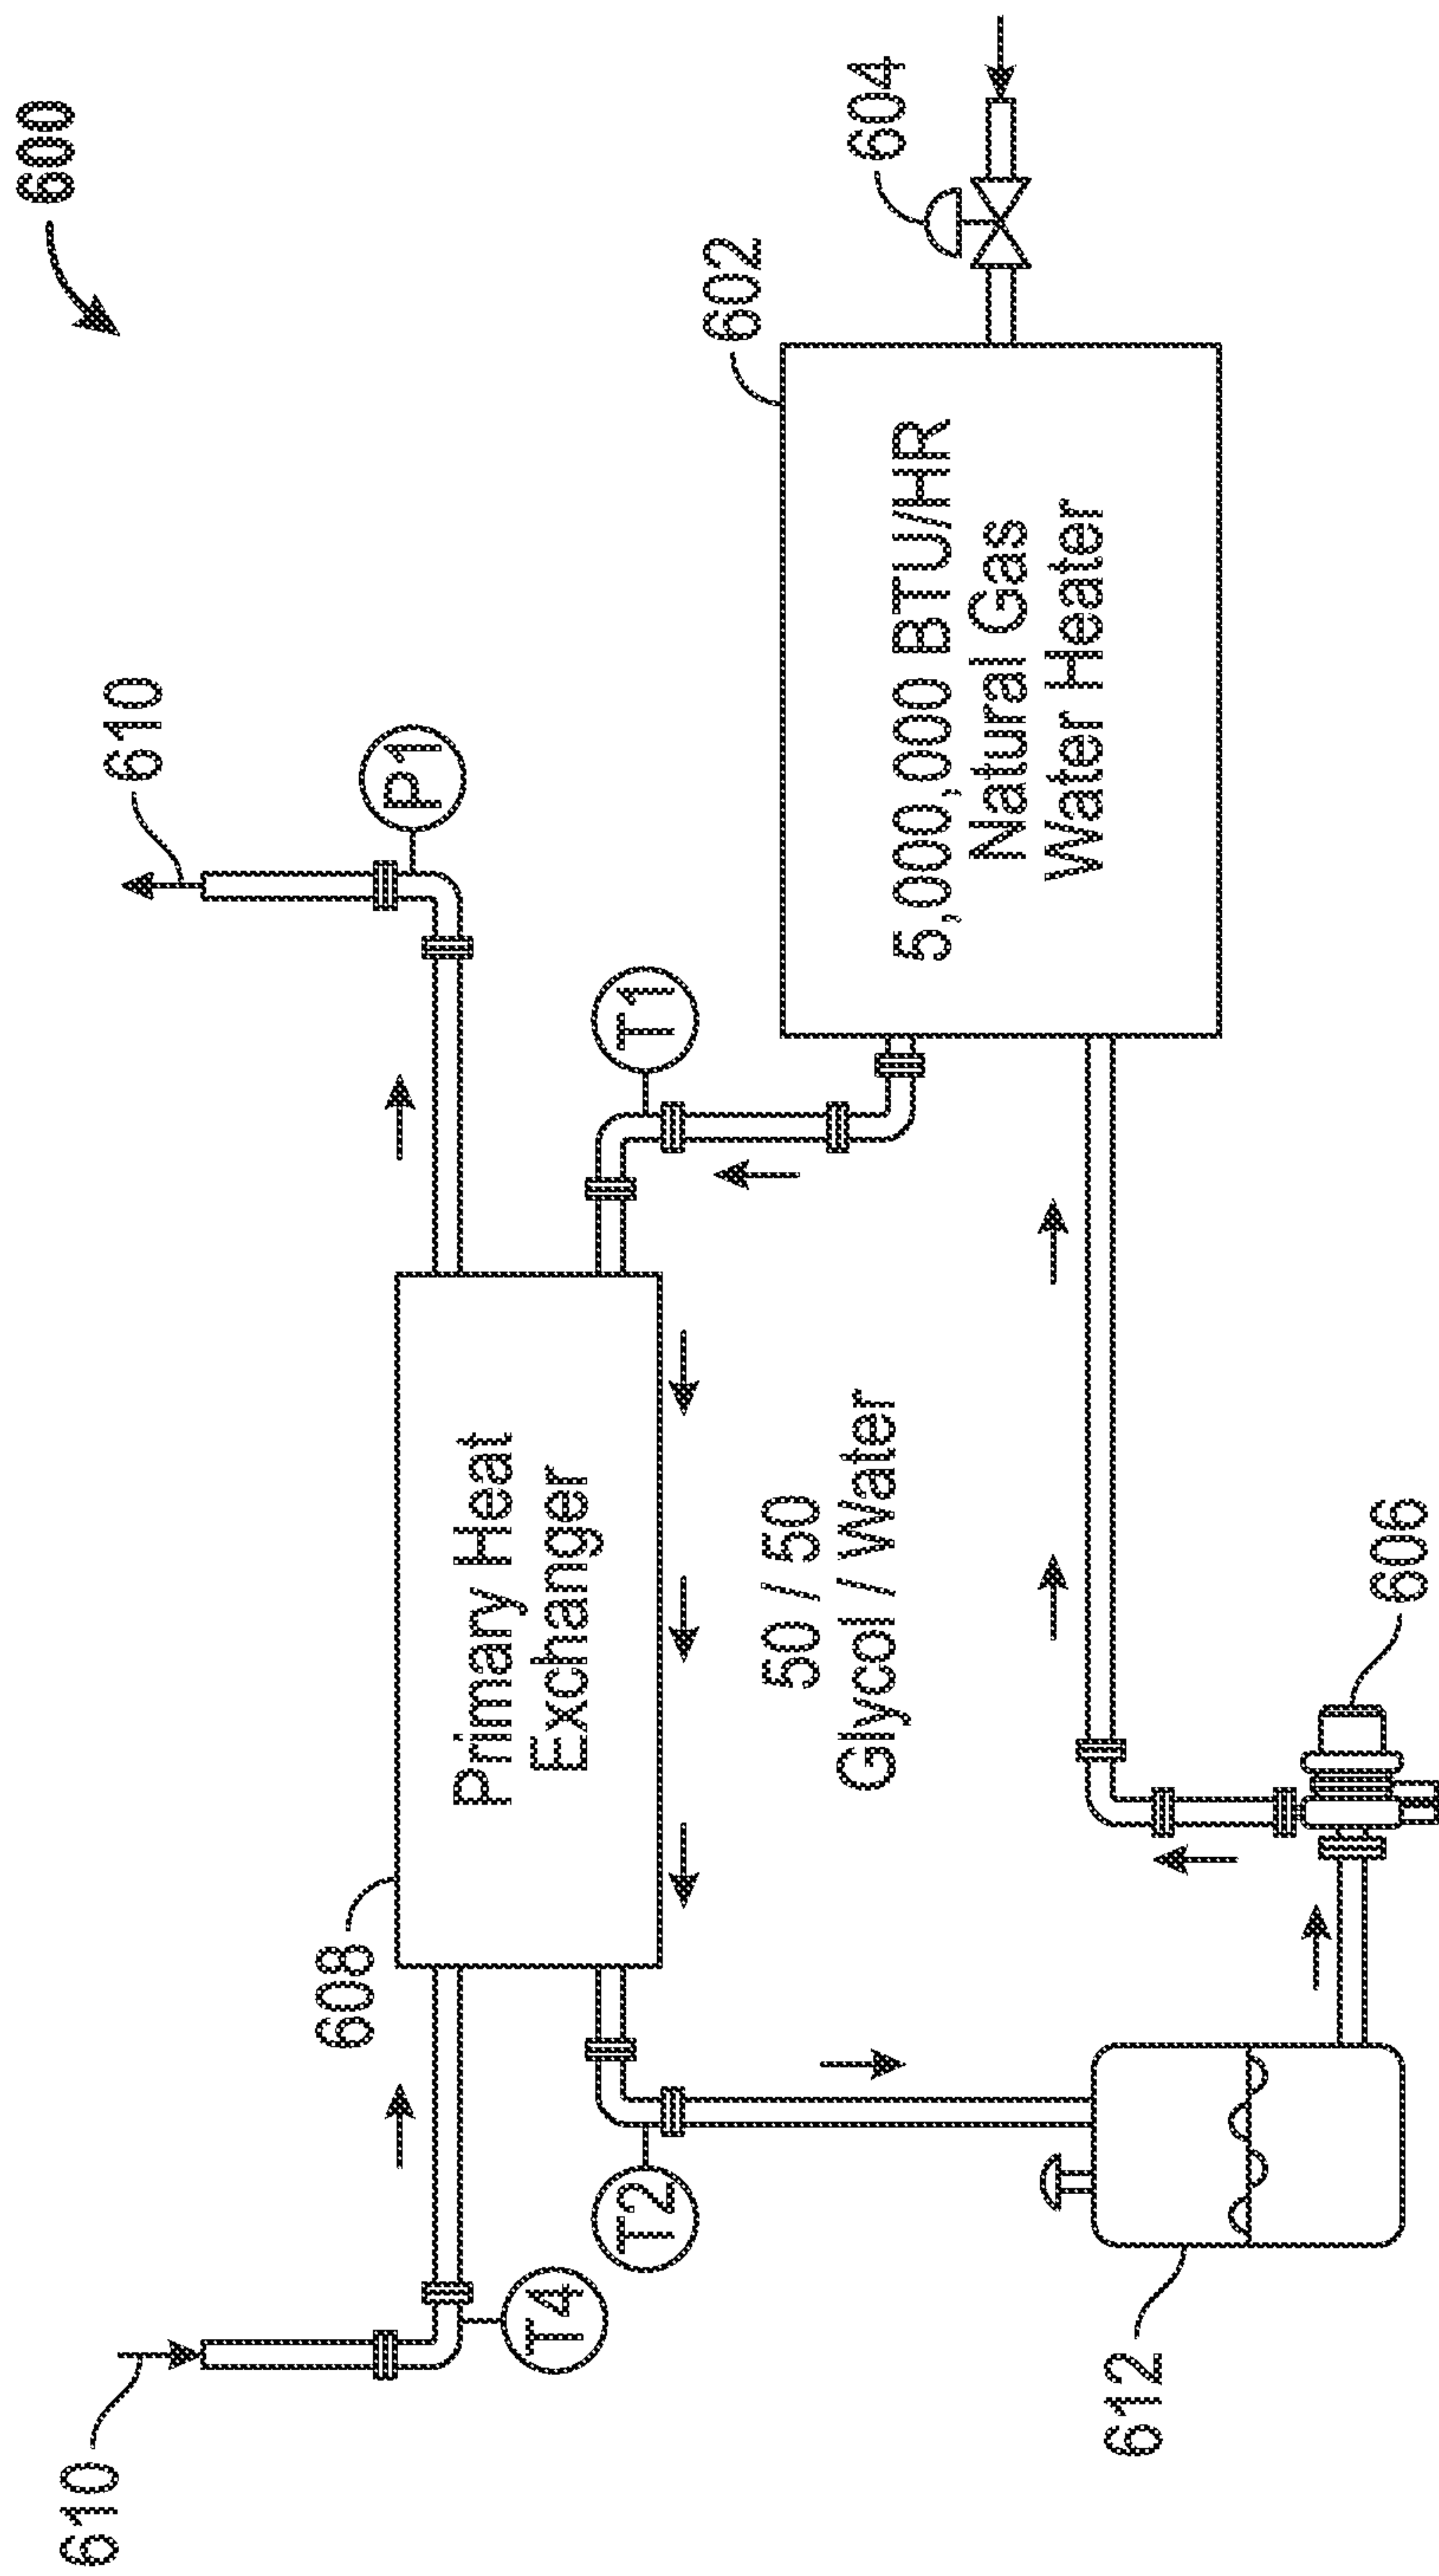 600
610
P1
604
602
5,000,000 BTU/HR
Natural Gas
Water Heater
T1
608
Primary Heat
Exchanger
50 / 50
Glycol / Water
610
T4
T2
612
606